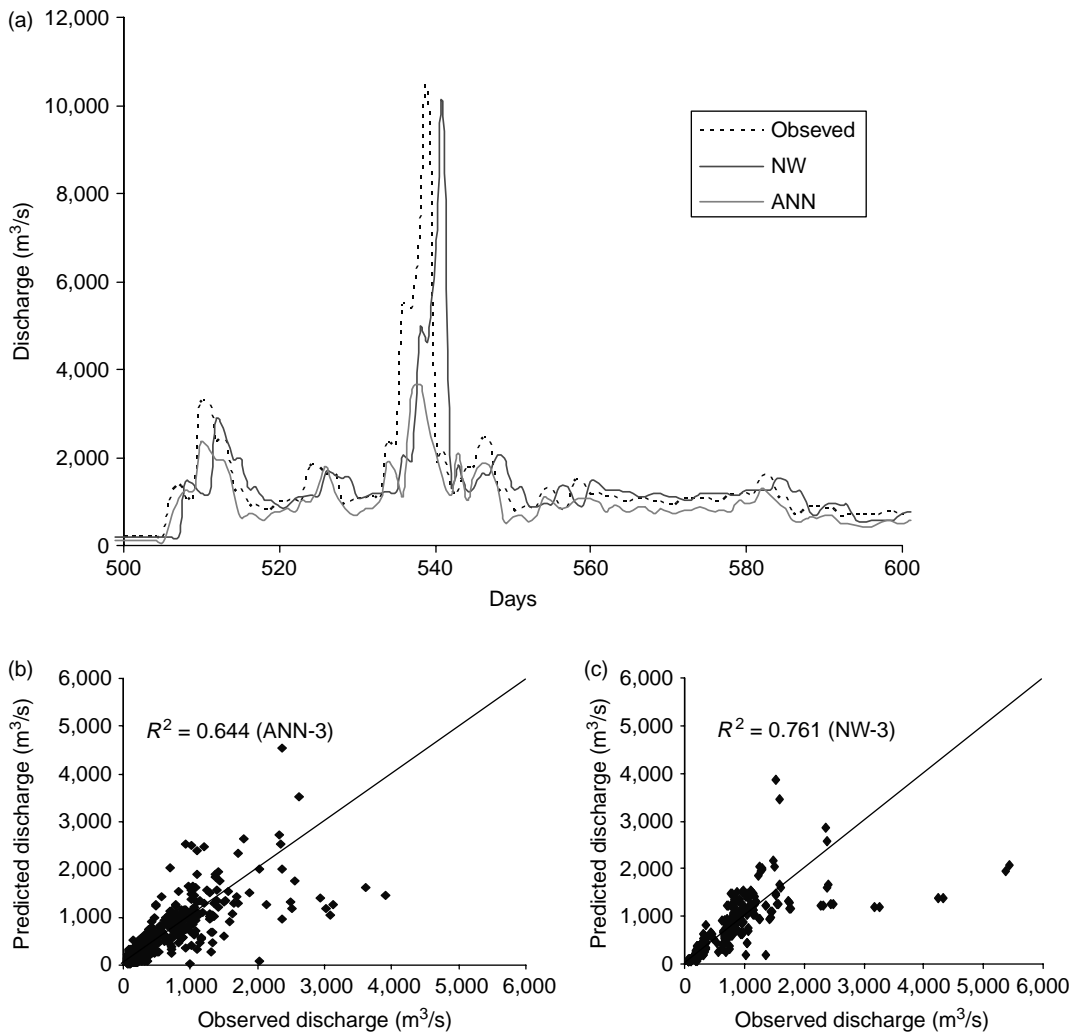 (a)
12,000
10,000
8,000
6,000
4,000
2,000
0
Discharge (m³/s)
500
520
540
560
580
600
Days
Obseved
NW
ANN
(b)
6,000
5,000
4,000
3,000
2,000
1,000
0
Predicted discharge (m³/s)
R² = 0.644 (ANN-3)
0 1,000 2,000 3,000 4,000 5,000 6,000
Observed discharge (m³/s)
(c)
6,000
5,000
4,000
3,000
2,000
1,000
0
Predicted discharge (m³/s)
R² = 0.761 (NW-3)
0 1,000 2,000 3,000 4,000 5,000 6,000
Observed discharge (m³/s)